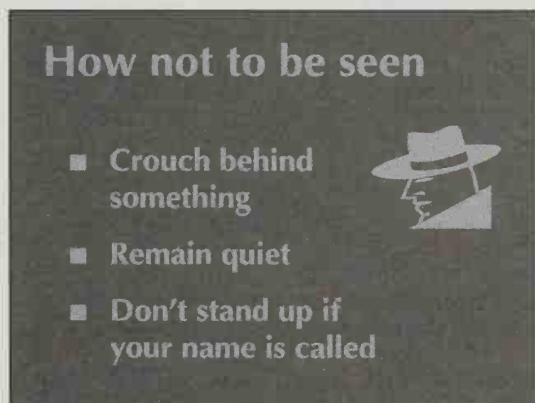 How not to be seen
■ Crouch behind
something
■ Remain quiet
■ Don't stand up if
your name is called